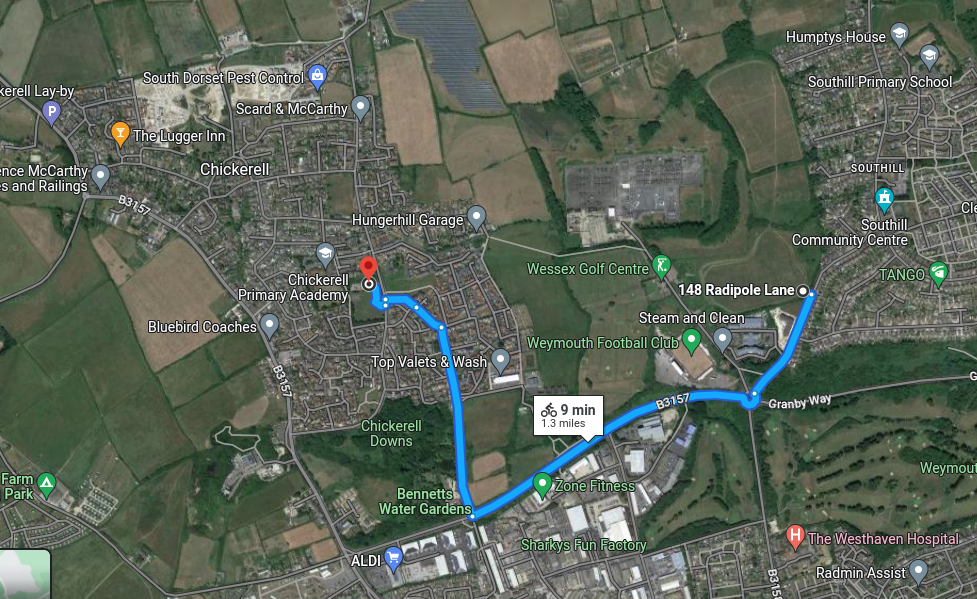 Humptys House
South Dorset Pest Control
Southill Primary School
kerell Lay-by
P
Scard & McCarthy
The Lugger Inn
Chickerell
SOUTHILL
ence McCarthy
es and Railings
B3157
Hungerhill Garage
Southill
Community Centre
Cle
Wessex Golf Centre
TANGO
Chickerell
Primary Academy
148 Radipole Lane
Steam and Clean
Bluebird Coaches
Weymouth Football Club
Top Valets & Wash
B3157
G
9 min
1.3 miles
B3157
Granby Way
Chickerell
Downs
Weymout
Farm
Park
Zone Fitness
Bennetts
Water Gardens
H
The Westhaven Hospital
Sharkys Fun Factory
ALDI
Radmin Assist
B3158